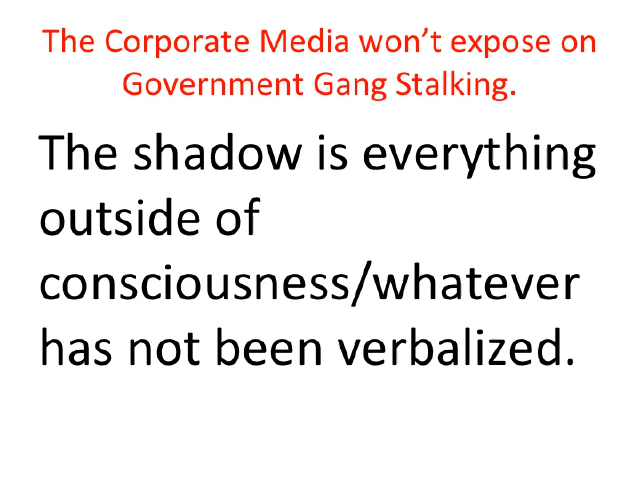 The Corporate Media won’t expose on
Government Gang Stalking.
The shadow is everything
outside of
consciousness/whatever
has not been verbalized.